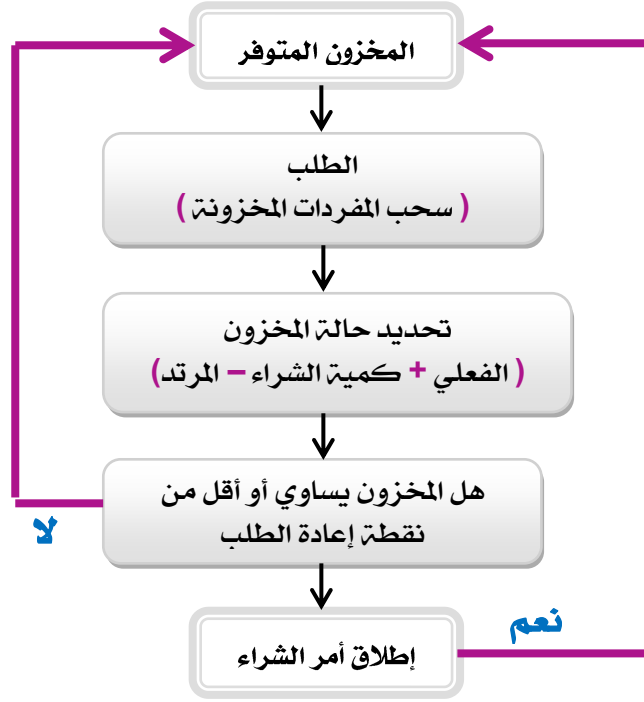 المخزون المتوفر
الطلب
( سحب المفردات المخزونة )
تحديد حالة المخزون
( الفعلي + كمية الشراء – المرتد)
هل المخزون يساوي أو أقل من
نقطة إعادة الطلب
لا
نعم
إطلاق أمر الشراء